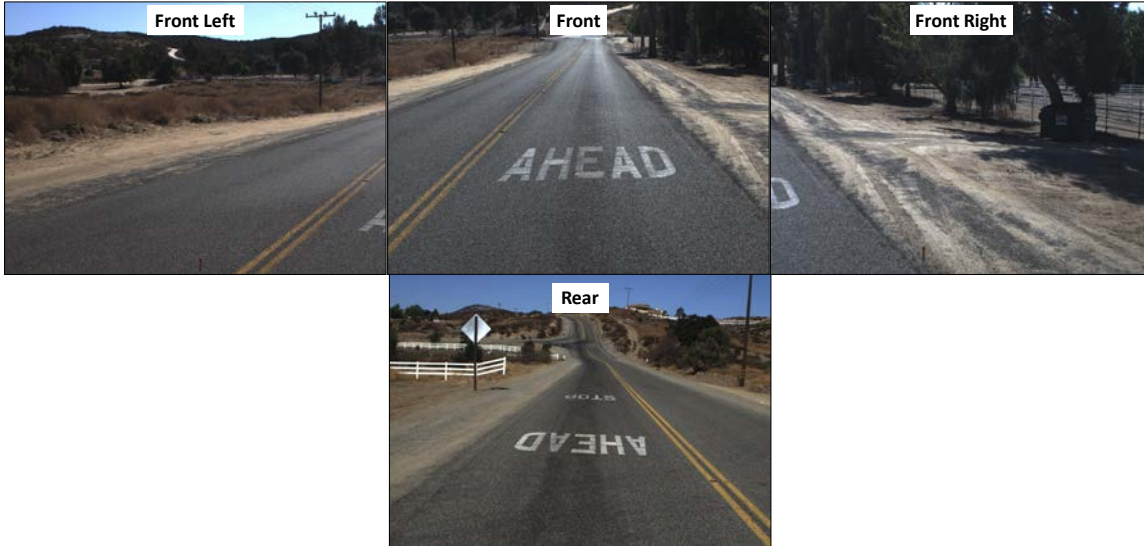 Front Left
Front
Front Right
AHEAD
Rear
STOP
AHEAD